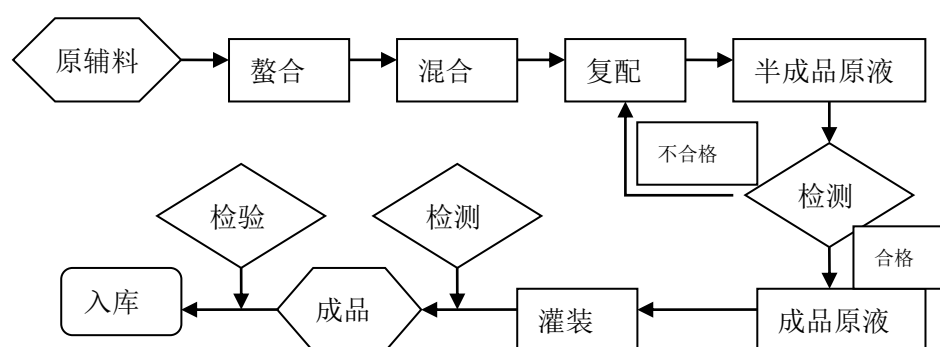 原辅料
螯合
混合
复配
半成品原液
不合格
检测
合格
检验
检测
入库
成品
灌装
成品原液